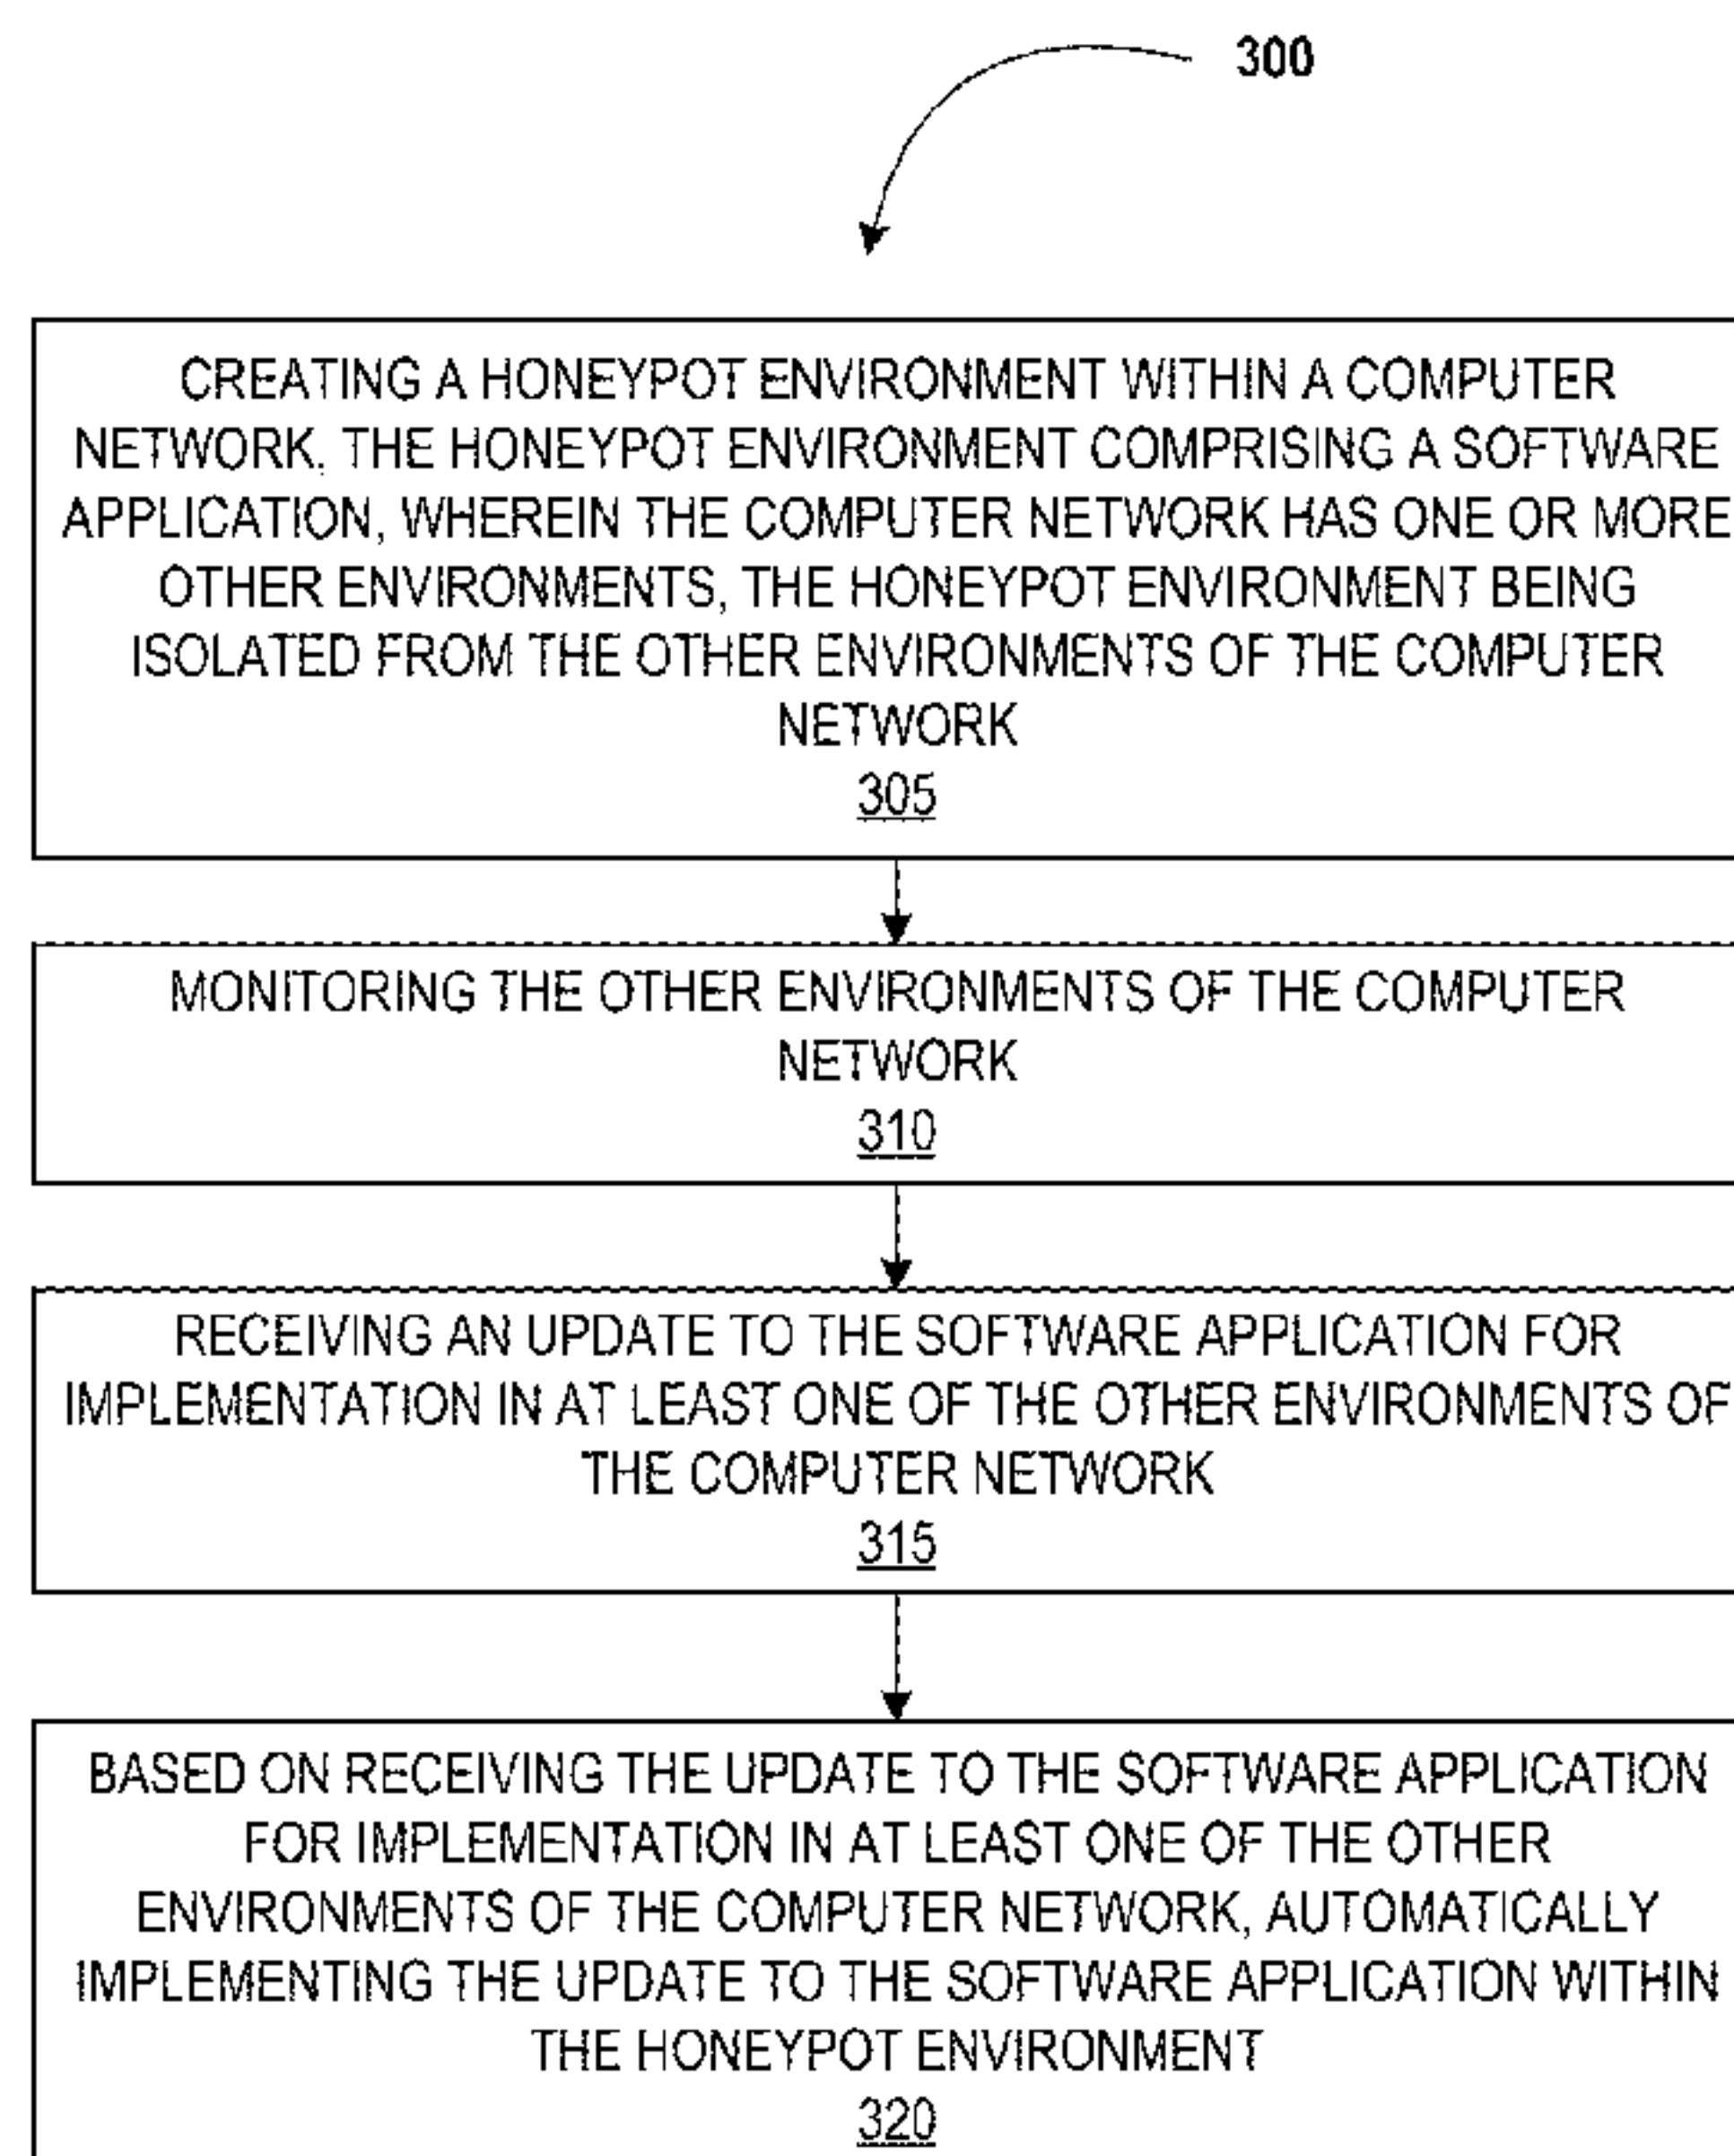 300
CREATING A HONEYPOT ENVIRONMENT WITHIN A COMPUTER
NETWORK, THE HONEYPOT ENVIRONMENT COMPRISING A SOFTWARE
APPLICATION, WHEREIN THE COMPUTER NETWORK HAS ONE OR MORE
OTHER ENVIRONMENTS, THE HONEYPOT ENVIRONMENT BEING
ISOLATED FROM THE OTHER ENVIRONMENTS OF THE COMPUTER
NETWORK
305
MONITORING THE OTHER ENVIRONMENTS OF THE COMPUTER
NETWORK
310
RECEIVING AN UPDATE TO THE SOFTWARE APPLICATION FOR
IMPLEMENTATION IN AT LEAST ONE OF THE OTHER ENVIRONMENTS OF
THE COMPUTER NETWORK
315
BASED ON RECEIVING THE UPDATE TO THE SOFTWARE APPLICATION
FOR IMPLEMENTATION IN AT LEAST ONE OF THE OTHER
ENVIRONMENTS OF THE COMPUTER NETWORK, AUTOMATICALLY
IMPLEMENTING THE UPDATE TO THE SOFTWARE APPLICATION WITHIN
THE HONEYPOT ENVIRONMENT
320